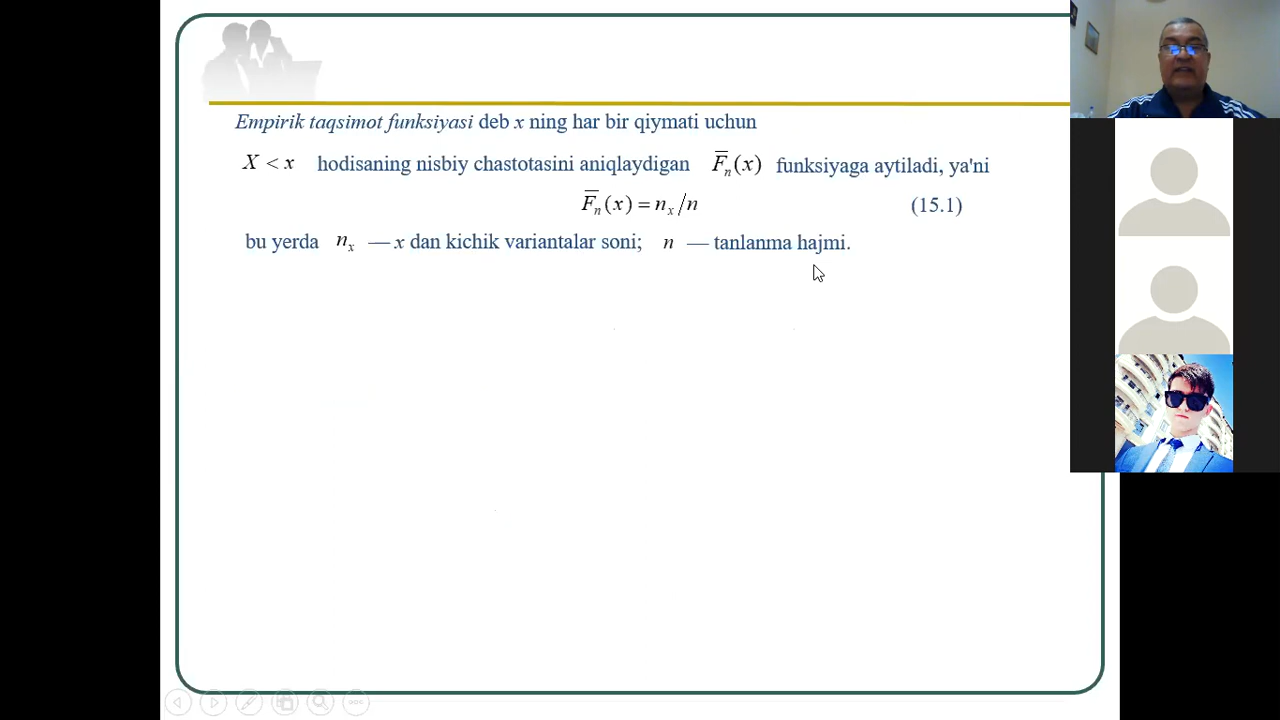 Empirik taqsimot funksiyasi deb x ning har bir qiymati uchun
X < x hodisaning nisbiy chastotasini aniqlaydigan F̅ₙ(x) funksiyaga aytiladi, ya'ni
F̅ₙ(x) = nₓ/n (15.1)
bu yerda nₓ — x dan kichik variantalar soni; n — tanlanma hajmi.